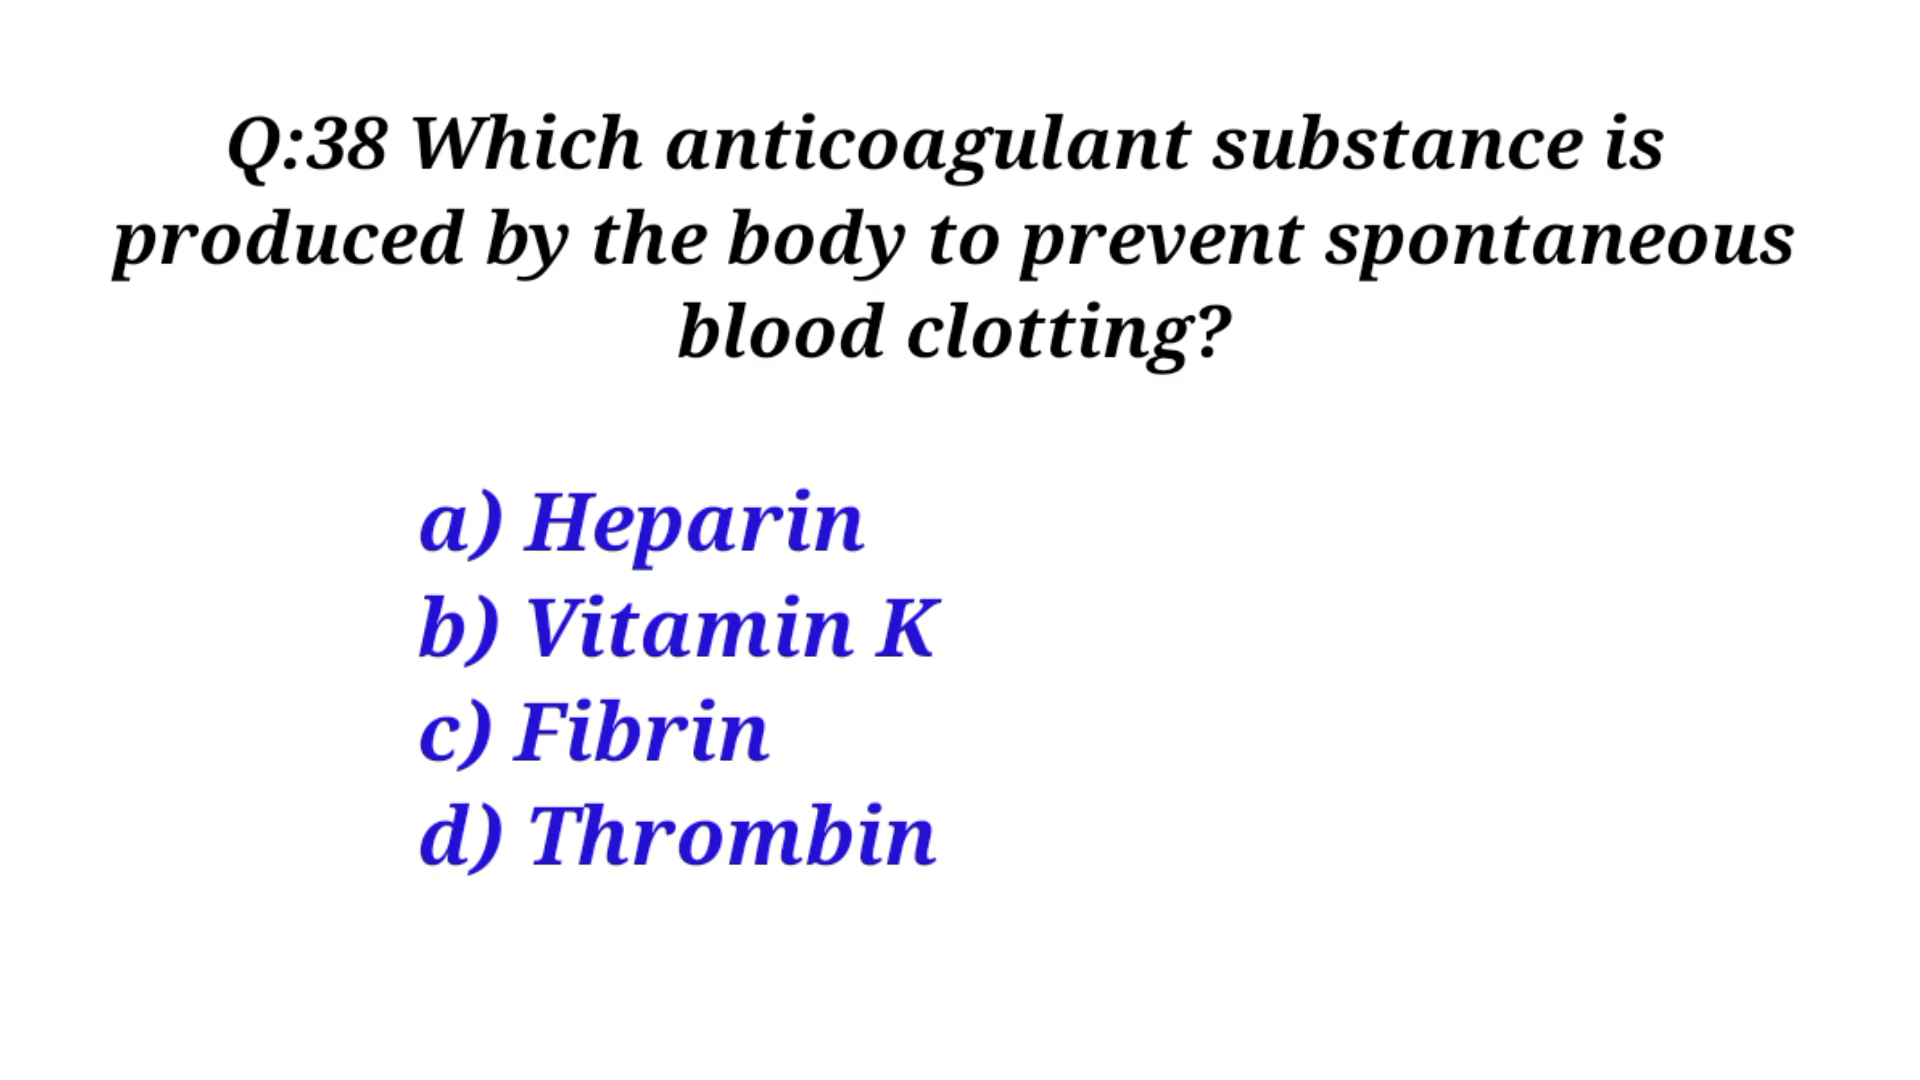 Q:38 Which anticoagulant substance is
produced by the body to prevent spontaneous
blood clotting?
a) Heparin
b) Vitamin K
c) Fibrin
d) Thrombin